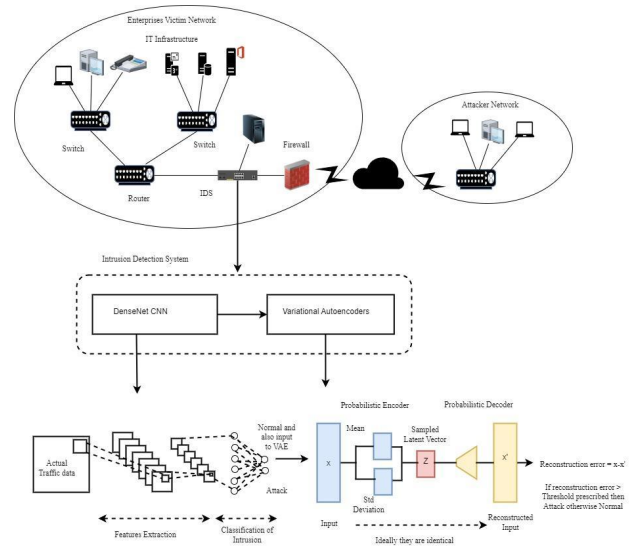 Enterprises Victim Network
IT Infrastructure
Attacker Network
Switch
Switch
Firewall
Router
IDS
Intrusion Detection System
DenseNet CNN
Variational Autoencoders
Probabilistic Encoder
Probabilistic Decoder
Normal and
also input
to VAE
Mean
Sampled
Latent Vector
Actual
Traffic data
x
Z
x'
Reconstruction error = x-x'
Attack
Std
Deviation
If reconstruction error >
Threshold prescribed then
Attack otherwise Normal
Features Extraction
Classification of
Intrusion
Input
Reconstructed
Input
Ideally they are identical